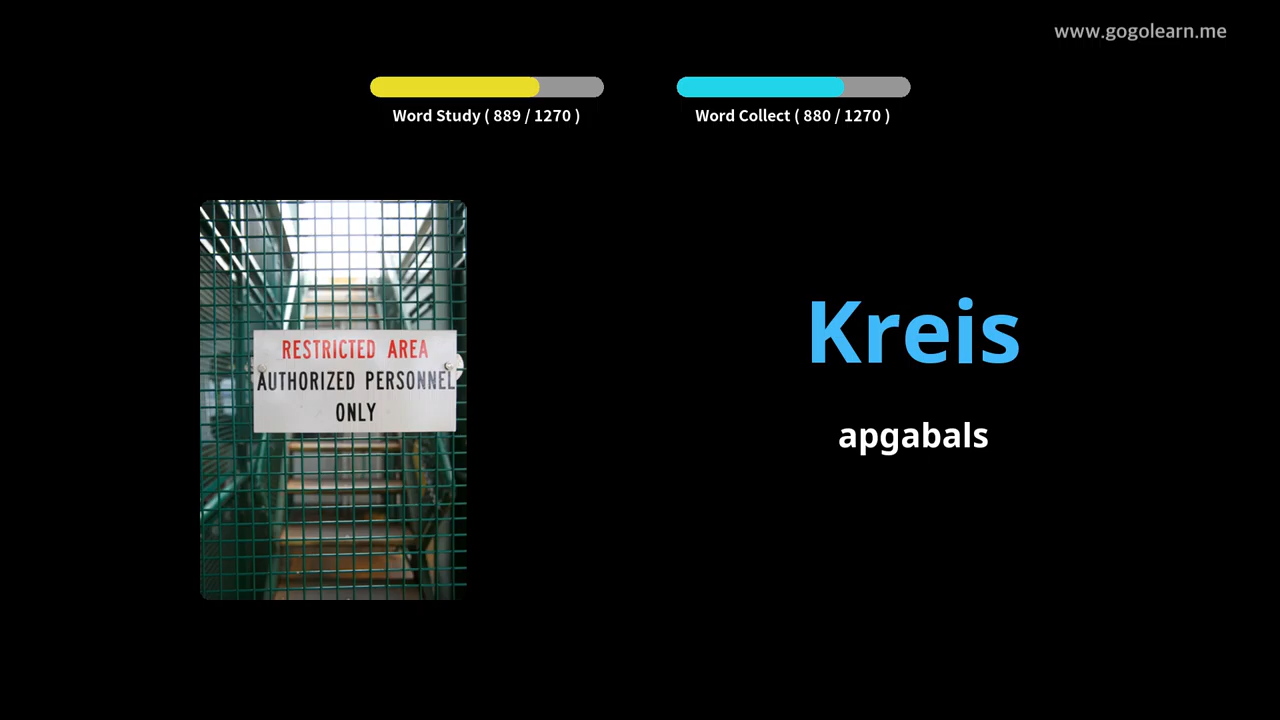 www.gogolearn.me
Word Study ( 889 / 1270 )
Word Collect ( 880 / 1270 )
RESTRICTED AREA
AUTHORIZED PERSONNEL
ONLY
Kreis
apgabals